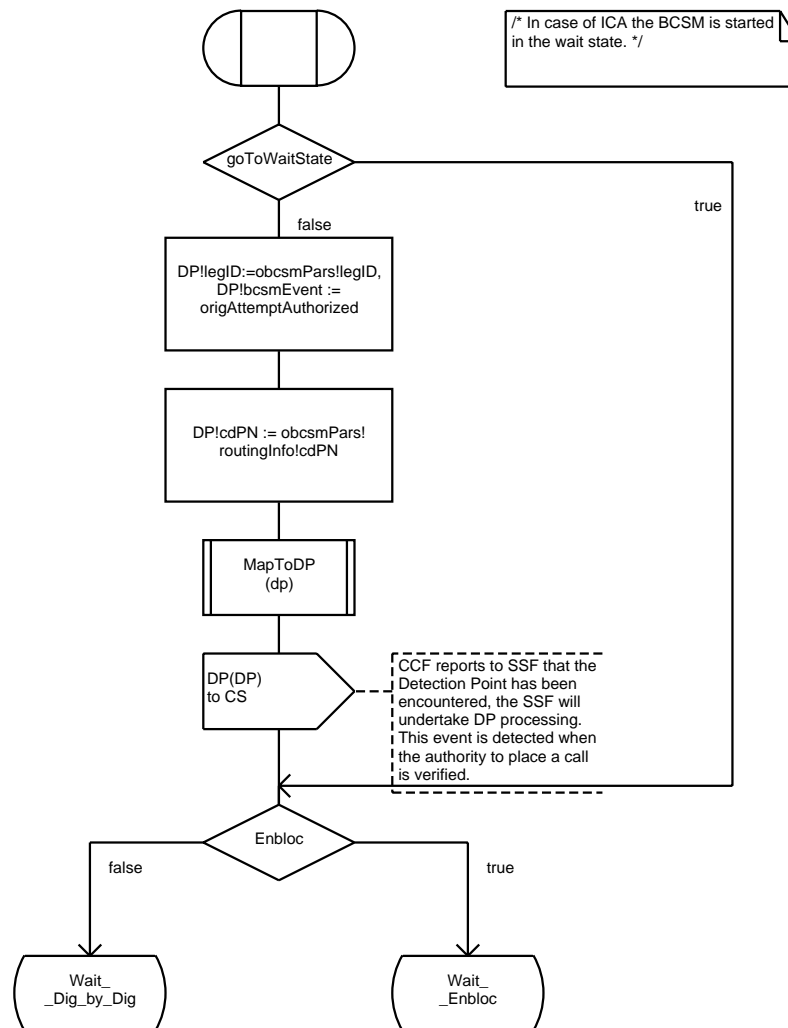 /* In case of ICA the BCSM is started
in the wait state. */
goToWaitState
true
false
DP!legID:=obcsmPars!legID,
DP!bcsmEvent :=
origAttemptAuthorized
DP!cdPN := obcsmPars!
routingInfo!cdPN
MapToDP
(dp)
DP(DP)
to CS
CCF reports to SSF that the
Detection Point has been
encountered, the SSF will
undertake DP processing.
This event is detected when
the authority to place a call
is verified.
Enbloc
false
true
Wait_
_Dig_by_Dig
Wait_
_Enbloc